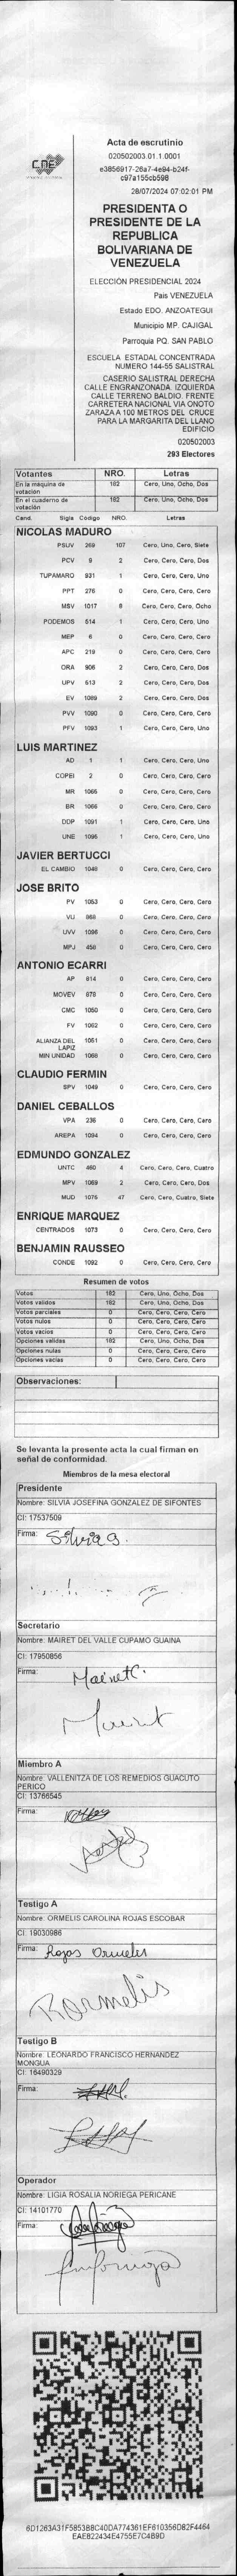 CNE
Acta de escrutinio
020502003.01.1.0001
28/07/2024 07:02:01 PM
PRESIDENTA O
PRESIDENTE DE LA
REPUBLICA
BOLIVARIANA DE
VENEZUELA
ELECCIÓN PRESIDENCIAL 2024
Pais VENEZUELA
Estado EDO. ANZOATEGUI
Municipio MP. CAJIGAL
Parroquia PQ. SAN PABLO
ESCUELA ESTADAL CONCENTRADA
NUMERO 144-55 SALISTRAL
CASERIO SALISTRAL DERECHA
CALLE ENGRANZONADA. IZQUIERDA
CALLE TERRENO BALDIO. FRENTE
CARRETERA NACIONAL VIA ONOTO
ZARAZA A 100 METROS DEL CRUCE
PARA LA MARGARITA DEL LLANO
EDIFICIO
020502003
293 Electores
Votantes NRO. Letras
En la máquina de votación 182 Cero, Uno, Ocho, Dos
En el cuaderno de votación 182 Cero, Uno, Ocho, Dos
Cand. Sigla Codigo NRO. Letras
NICOLAS MADURO
PSUV 269 107 Cero, Uno, Cero, Siete
PCV 9 2 Cero, Cero, Cero, Dos
TUPAMARO 931 1 Cero, Cero, Cero, Uno
PPT 276 0 Cero, Cero, Cero, Cero
MSV 1017 8 Cero, Cero, Cero, Ocho
PODEMOS 514 1 Cero, Cero, Cero, Uno
MEP 6 0 Cero, Cero, Cero, Cero
APC 219 0 Cero, Cero, Cero, Cero
ORA 906 2 Cero, Cero, Cero, Dos
UPV 613 2 Cero, Cero, Cero, Dos
EV 1089 2 Cero, Cero, Cero, Dos
PVV 1090 0 Cero, Cero, Cero, Cero
PFV 1093 1 Cero, Cero, Cero, Uno
LUIS MARTINEZ
AD 1 1 Cero, Cero, Cero, Uno
COPEI 2 0 Cero, Cero, Cero, Cero
MR 1065 0 Cero, Cero, Cero, Cero
BR 1066 0 Cero, Cero, Cero, Cero
DDP 1091 1 Cero, Cero, Cero, Uno
UNE 1095 1 Cero, Cero, Cero, Uno
JAVIER BERTUCCI
EL CAMBIO 1048 0 Cero, Cero, Cero, Cero
JOSE BRITO
PV 1053 0 Cero, Cero, Cero, Cero
VU 988 0 Cero, Cero, Cero, Cero
UVV 1096 0 Cero, Cero, Cero, Cero
MPJ 456 0 Cero, Cero, Cero, Cero
ANTONIO ECARRI
AP 814 0 Cero, Cero, Cero, Cero
MOVEV 878 0 Cero, Cero, Cero, Cero
CMC 1050 0 Cero, Cero, Cero, Cero
FV 1062 0 Cero, Cero, Cero, Cero
ALIANZA DEL LAPIZ 1051 0 Cero, Cero, Cero, Cero
MIN UNIDAD 1088 0 Cero, Cero, Cero, Cero
CLAUDIO FERMIN
SPV 1049 0 Cero, Cero, Cero, Cero
DANIEL CEBALLOS
VPA 236 0 Cero, Cero, Cero, Cero
AREPA 1094 0 Cero, Cero, Cero, Cero
EDMUNDO GONZALEZ
UNTC 460 4 Cero, Cero, Cero, Cuatro
MPV 1069 2 Cero, Cero, Cero, Dos
MUD 1075 47 Cero, Cero, Cuatro, Siete
ENRIQUE MARQUEZ
CENTRADOS 1073 0 Cero, Cero, Cero, Cero
BENJAMIN RAUSSEO
CONDE 1092 0 Cero, Cero, Cero, Cero
Resumen de votos
Votos 182 Cero, Uno, Ocho, Dos
Votos validos 182 Cero, Uno, Ocho, Dos
Votos parciales 0 Cero, Cero, Cero, Cero
Votos nulos 0 Cero, Cero, Cero, Cero
Votos vacios 0 Cero, Cero, Cero, Cero
Opciones validas 182 Cero, Uno, Ocho, Dos
Opciones nulas 0 Cero, Cero, Cero, Cero
Opciones vacias 0 Cero, Cero, Cero, Cero
Observaciones:
Se levanta la presente acta la cual firman en
señal de conformidad.
Miembros de la mesa electoral
Presidente
Nombre: SILVIA JOSEFINA GONZALEZ DE SIFONTES
CI: 17537509
Firma: Silvia G.
Secretario
Nombre: MAIRET DEL VALLE CUPAMO GUAINA
CI: 17950856
Firma: Mairet C.
Mairet
Miembro A
Nombre: VALLENITZA DE LOS REMEDIOS GUACUTO
PERICO
CI: 13766545
Firma:
Testigo A
Nombre: ORMELIS CAROLINA ROJAS ESCOBAR
CI: 19030986
Firma: Rojas Ormelis
Rormelis
Testigo B
Nombre: LEONARDO FRANCISCO HERNANDEZ
MONGUA
CI: 16490329
Firma:
Operador
Nombre: LIGIA ROSALIA NORIEGA PERICANE
CI: 14101770
Firma: